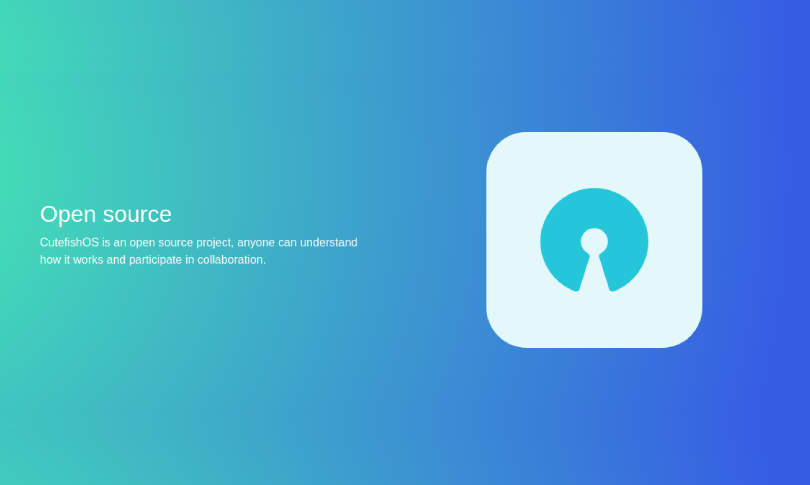 Open source
CutefishOS is an open source project, anyone can understand
how it works and participate in collaboration.